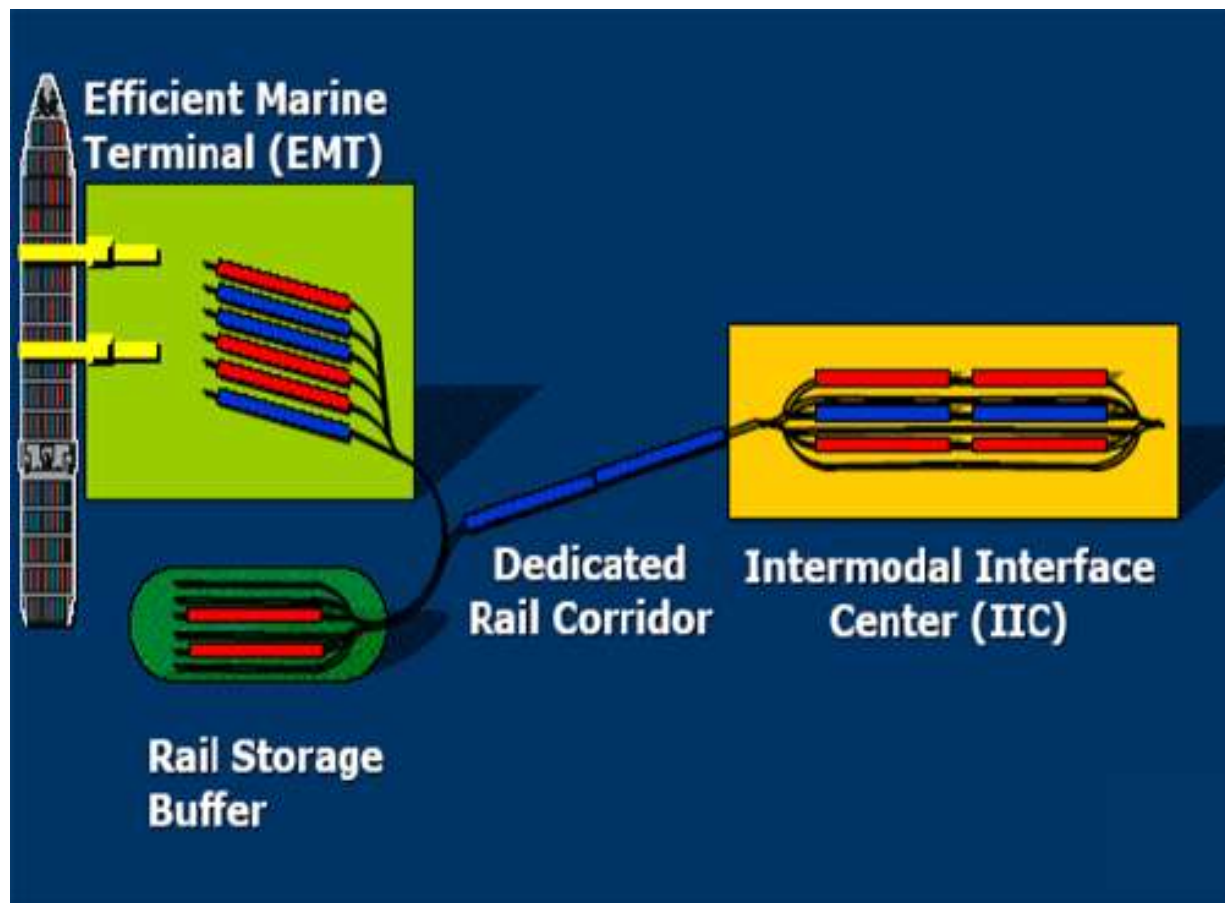 Efficient Marine
Terminal (EMT)
Dedicated
Rail Corridor
Intermodal Interface
Center (IIC)
Rail Storage
Buffer